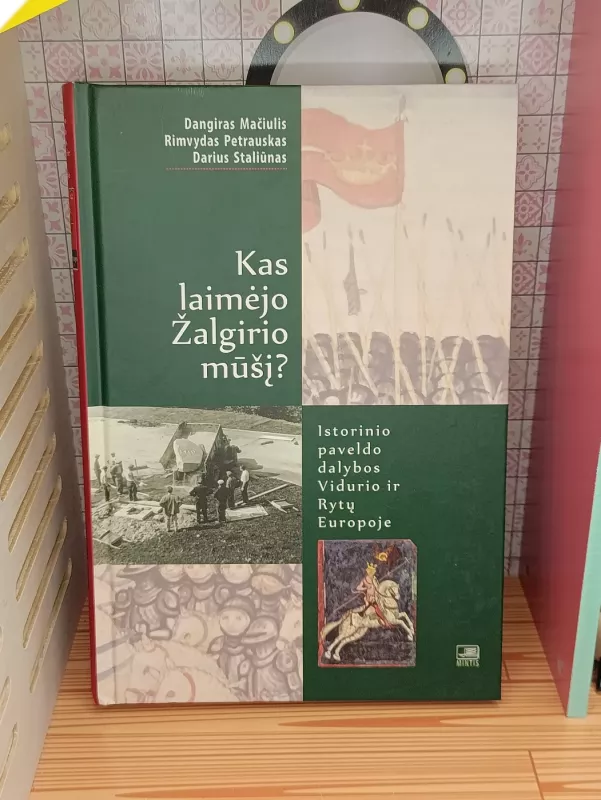 Dangiras Mačiulis
Rimvydas Petrauskas
Darius Staliūnas
Kas
laimėjo
Žalgirio
mūšį?
Istorinio
paveldo
dalybos
Vidurio ir
Rytų
Europoje
MINTIS